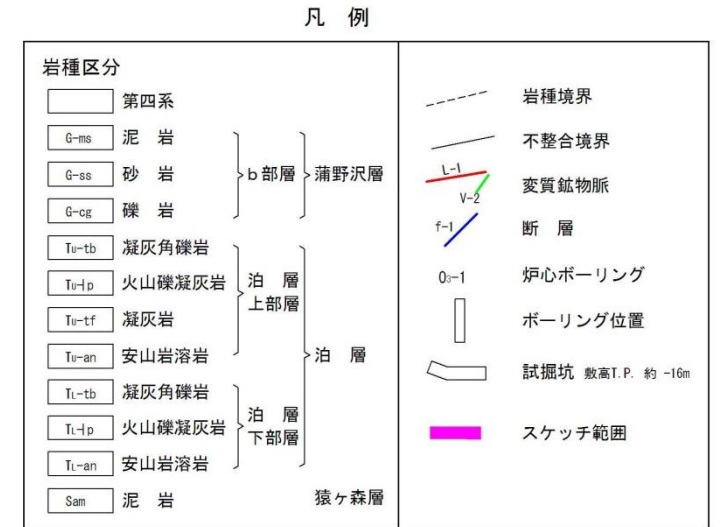 凡 例
岩種区分
第四系
G-ms 泥 岩
G-ss 砂 岩
G-cg 礫 岩
b部層
蒲野沢層
Tu-tb 凝灰角礫岩
Tu-lp 火山礫凝灰岩
Tu-tf 凝灰岩
Tu-an 安山岩溶岩
泊 層
上部層
TL-tb 凝灰角礫岩
TL-lp 火山礫凝灰岩
TL-an 安山岩溶岩
泊 層
下部層
泊 層
Sam 泥 岩 猿ヶ森層
岩種境界
不整合境界
L-1
V-2
変質鉱物脈
f-1 断 層
O3-1 炉心ボーリング
ボーリング位置
試掘坑 敷高T.P. 約 -16m
スケッチ範囲